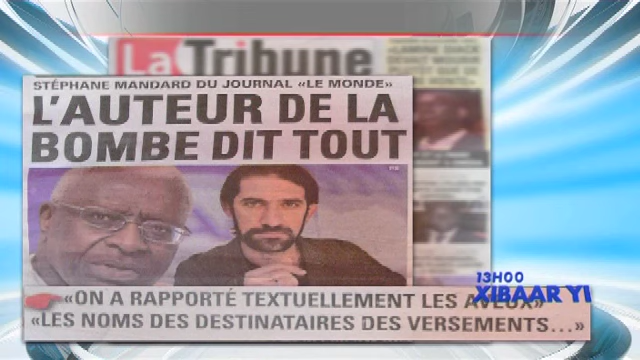 La Tribune
STÉPHANE MANDARD DU JOURNAL «LE MONDE»
L'AUTEUR DE LA
BOMBE DIT TOUT
13H00
XIBAAR YI
«ON A RAPPORTÉ TEXTUELLEMENT LES AVEUX»
«LES NOMS DES DESTINATAIRES DES VERSEMENTS...»